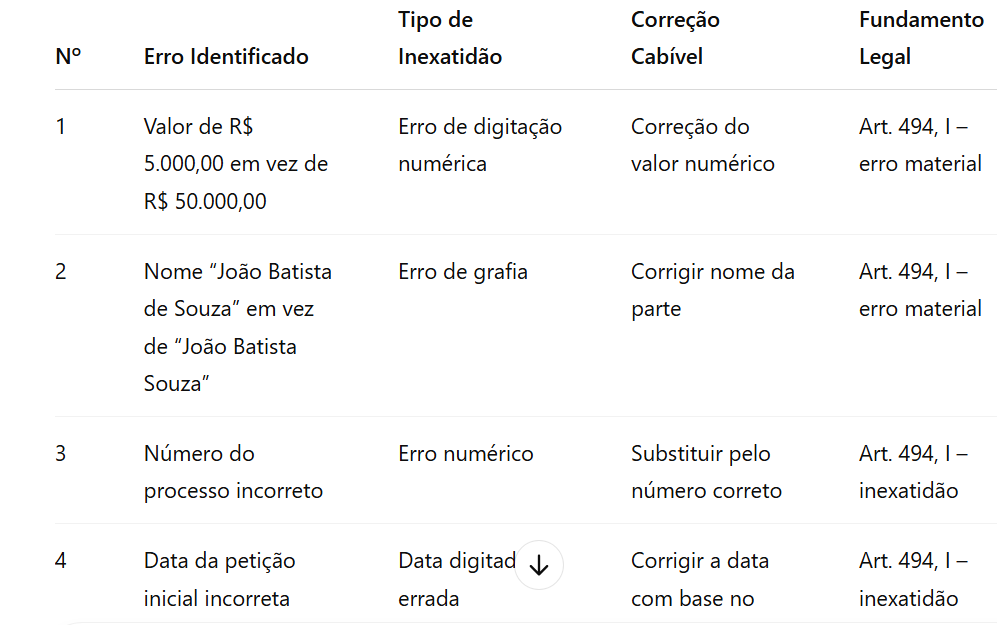 Nº Erro Identificado Tipo de Inexatidão Correção Cabível Fundamento Legal
1 Valor de R$ 5.000,00 em vez de R$ 50.000,00 Erro de digitação numérica Correção do valor numérico Art. 494, I – erro material
2 Nome “João Batista de Souza” em vez de “João Batista Souza” Erro de grafia Corrigir nome da parte Art. 494, I – erro material
3 Número do processo incorreto Erro numérico Substituir pelo número correto Art. 494, I – inexatidão
4 Data da petição inicial incorreta Data digitad errada Corrigir a data com base no Art. 494, I – inexatidão